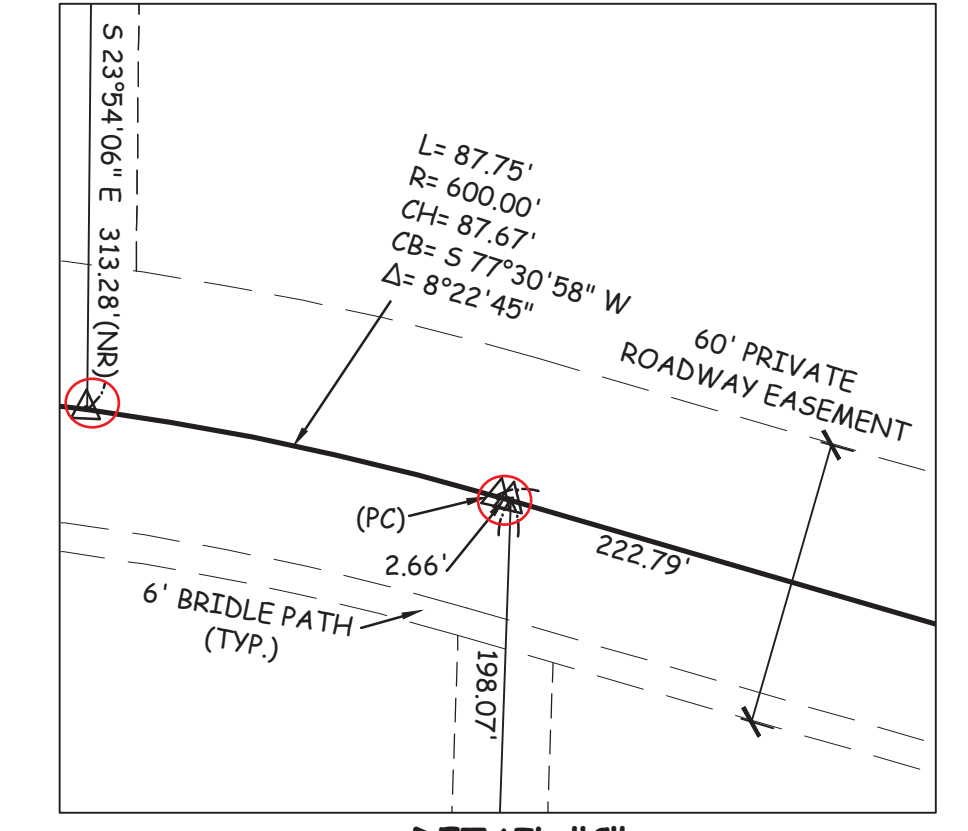 S 23°54'06" E 313.28'(NR)
L= 87.75'
R= 600.00'
CH= 87.67'
CB= S 77°30'58" W
Δ= 8°22'45"
60' PRIVATE
ROADWAY EASEMENT
(PC)
2.66'
222.79'
6' BRIDLE PATH
(TYP.)
198.07'